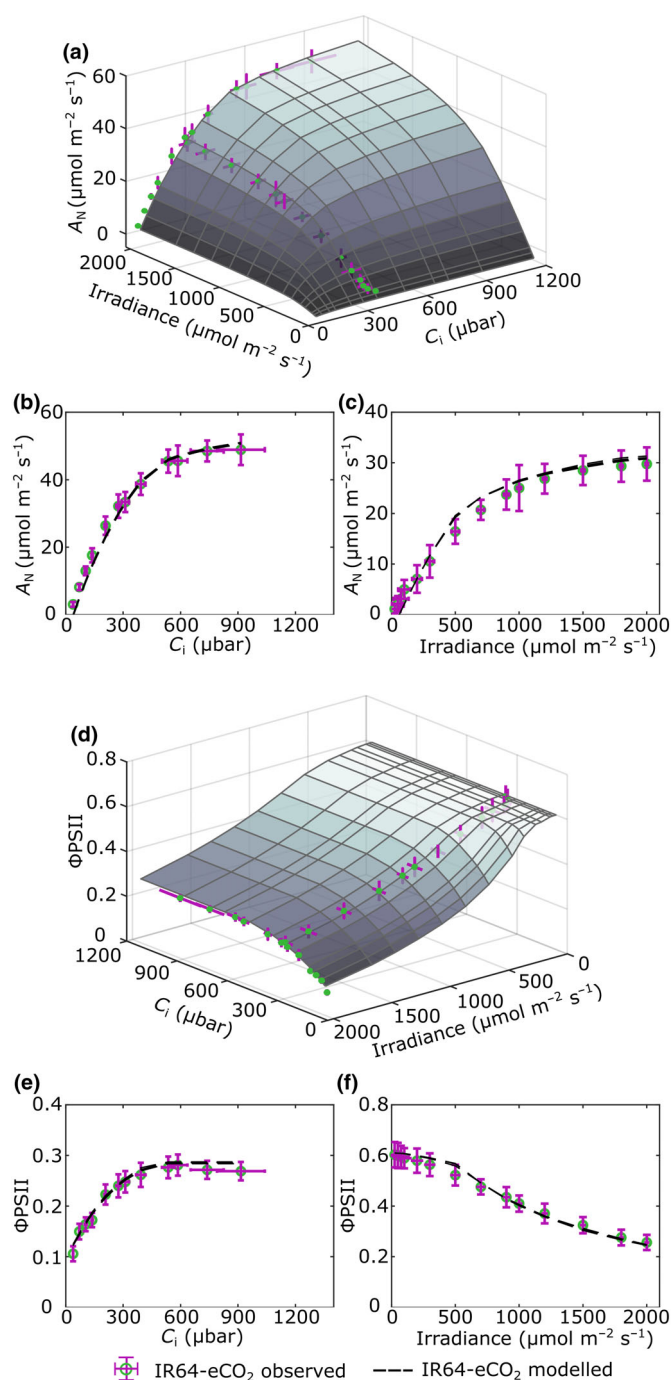 (a)
60
40
20
0
A_N (μmol m⁻² s⁻¹)
2000
1500
1000
500
0
Irradiance (μmol m⁻² s⁻¹)
0
300
600
900
1200
C_i (μbar)
(b)
60
40
20
0
A_N (μmol m⁻² s⁻¹)
0 300 600 900 1200
C_i (μbar)
(c)
40
30
20
10
0
A_N (μmol m⁻² s⁻¹)
500 1000 1500 2000
Irradiance (μmol m⁻² s⁻¹)
(d)
0.8
0.6
0.4
0.2
0
ΦPSII
1200
900
600
300
0
C_i (μbar)
2000
1500
1000
500
0
Irradiance (μmol m⁻² s⁻¹)
(e)
0.4
0.3
0.2
0.1
0
ΦPSII
0 300 600 900 1200
C_i (μbar)
(f)
0.8
0.6
0.4
0.2
0
ΦPSII
500 1000 1500 2000
Irradiance (μmol m⁻² s⁻¹)
IR64-eCO₂ observed
IR64-eCO₂ modelled